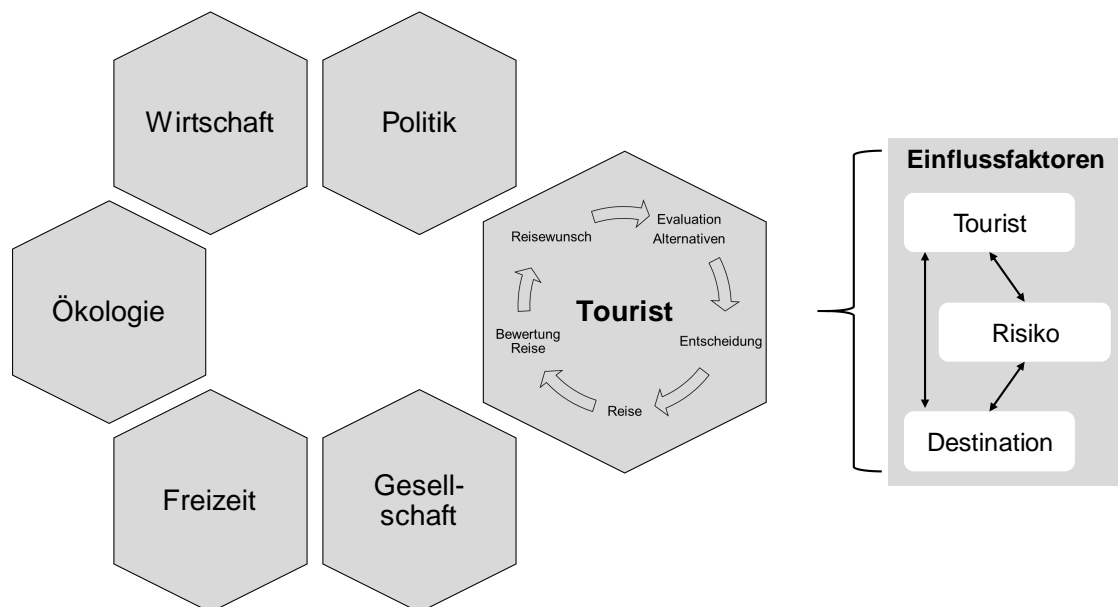 Wirtschaft
Politik
Ökologie
Freizeit
Gesell-
schaft
Reisewunsch
Evaluation
Alternativen
Tourist
Bewertung
Reise
Entscheidung
Reise
Einflussfaktoren
Tourist
Risiko
Destination